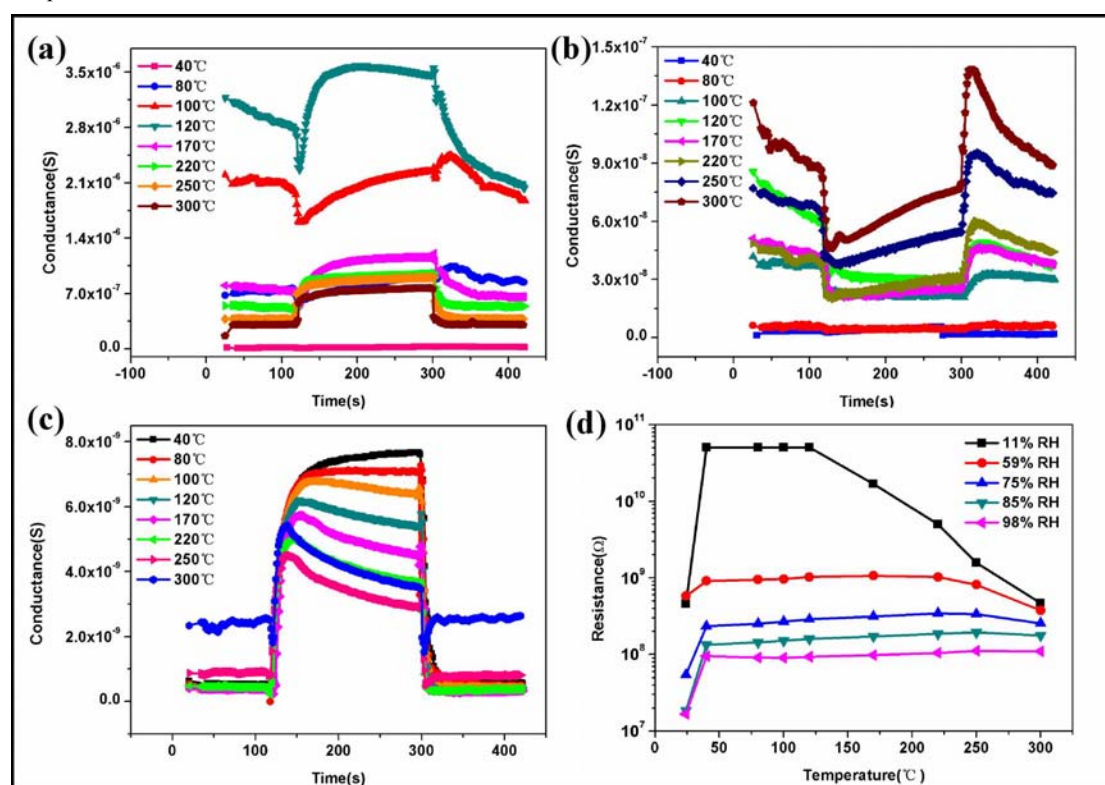 (a)
3.5x10⁻⁶
2.8x10⁻⁶
2.1x10⁻⁶
1.4x10⁻⁶
7.0x10⁻⁷
0.0
Conductance(S)
40℃
80℃
100℃
120℃
170℃
220℃
250℃
300℃
-100 0 100 200 300 400
Time(s)
(b)
1.5x10⁻⁷
1.2x10⁻⁷
9.0x10⁻⁸
6.0x10⁻⁸
3.0x10⁻⁸
0.0
Conductance(S)
40℃
80℃
100℃
120℃
170℃
220℃
250℃
300℃
-100 0 100 200 300 400
Time(s)
(c)
8.0x10⁻⁹
6.0x10⁻⁹
4.0x10⁻⁹
2.0x10⁻⁹
0.0
Conductance(S)
40℃
80℃
100℃
120℃
170℃
220℃
250℃
300℃
0 100 200 300 400 500
Time(s)
(d)
10¹¹
10¹⁰
10⁹
10⁸
10⁷
Resistance(Ω)
11% RH
59% RH
75% RH
85% RH
98% RH
0 50 100 150 200 250 300
Temperature(℃)